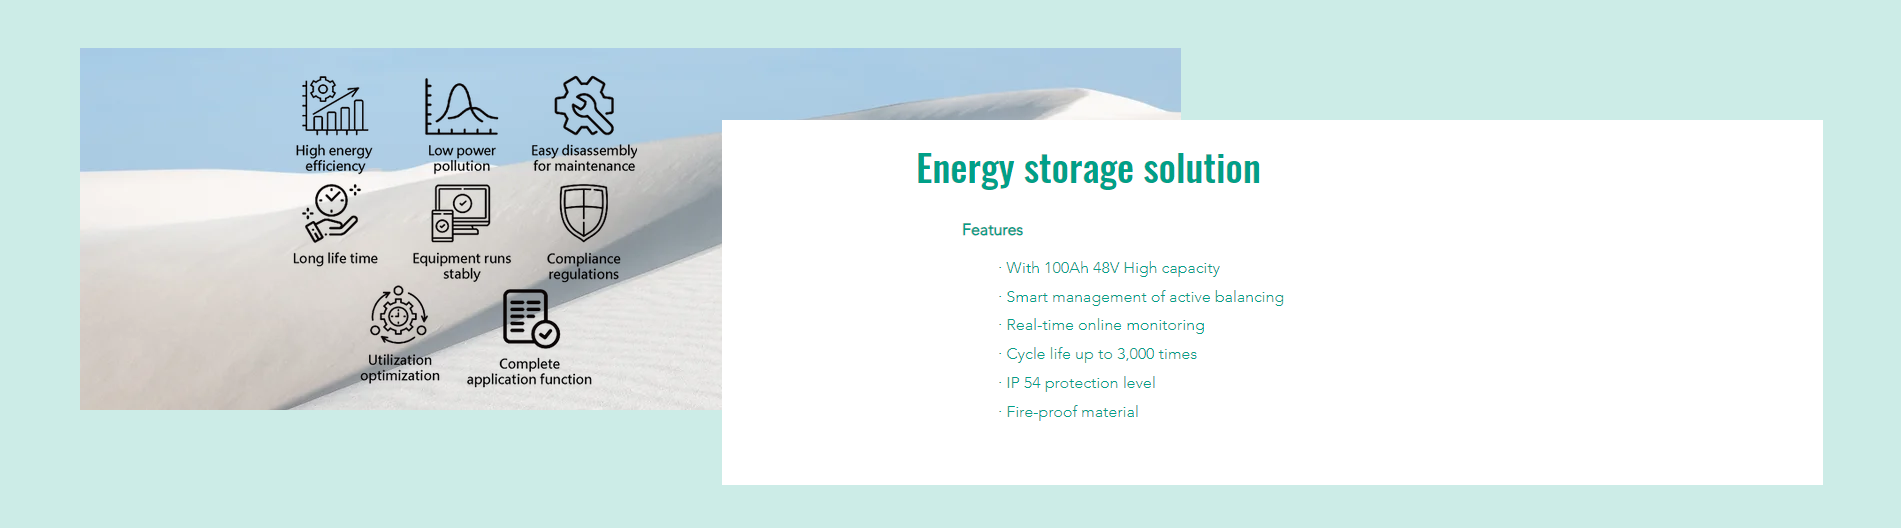 High energy
efficiency
Low power
pollution
Easy disassembly
for maintenance
Long life time
Equipment runs
stably
Compliance
regulations
Utilization
optimization
Complete
application function
Energy storage solution
Features
· With 100Ah 48V High capacity
· Smart management of active balancing
· Real-time online monitoring
· Cycle life up to 3,000 times
· IP 54 protection level
· Fire-proof material